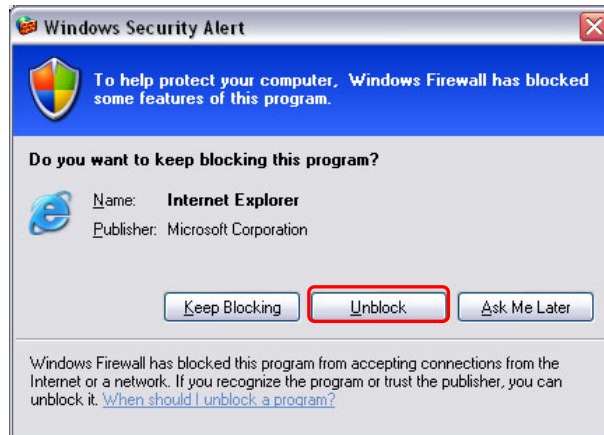 Windows Security Alert
To help protect your computer, Windows Firewall has blocked
some features of this program.
Do you want to keep blocking this program?
Name: Internet Explorer
Publisher: Microsoft Corporation
Keep Blocking Unblock Ask Me Later
Windows Firewall has blocked this program from accepting connections from the
Internet or a network. If you recognize the program or trust the publisher, you can
unblock it. When should I unblock a program?